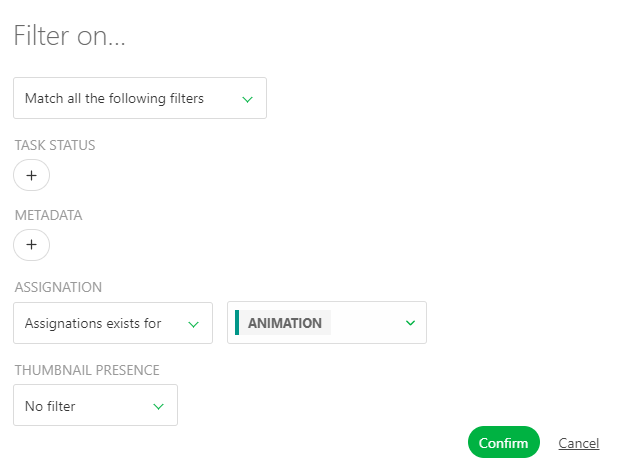 Filter on...
Match all the following filters
TASK STATUS
+
METADATA
+
ASSIGNATION
Assignations exists for
ANIMATION
THUMBNAIL PRESENCE
No filter
Confirm
Cancel